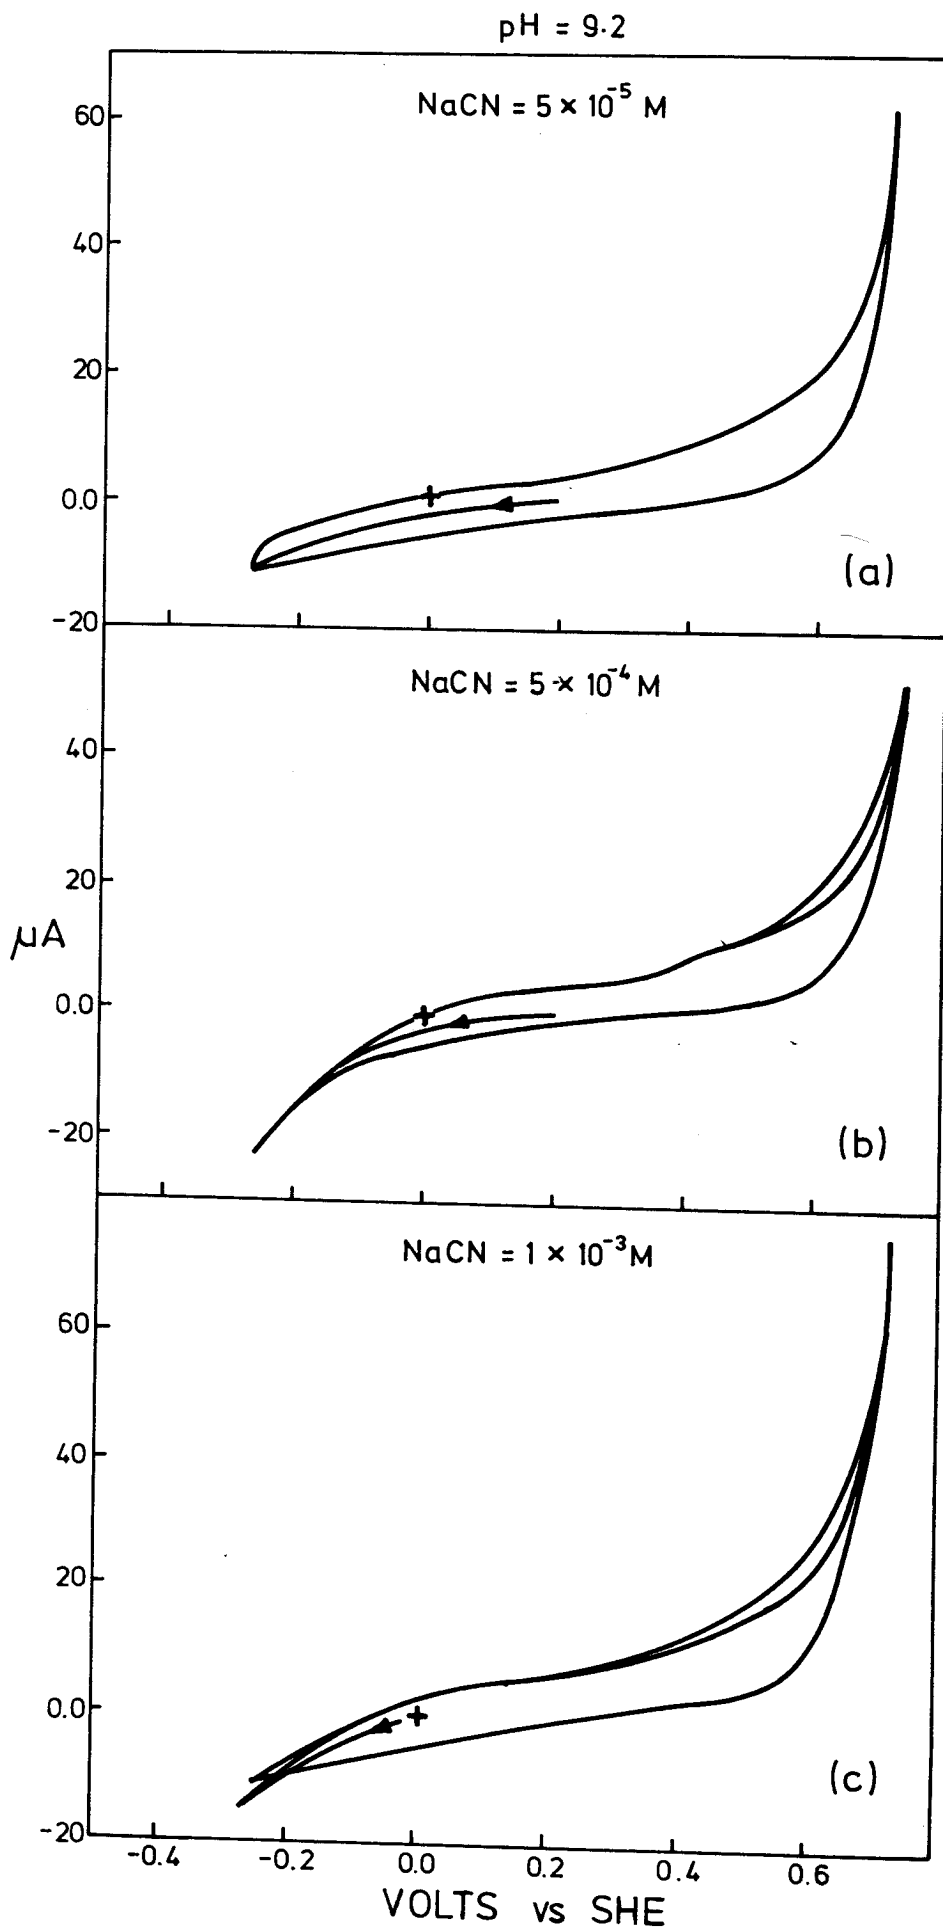 pH = 9·2
NaCN = 5 × 10⁻⁵ M
60
40
20
0.0
-20
(a)
NaCN = 5 × 10⁻⁴ M
40
20
μA
0.0
-20
(b)
NaCN = 1 × 10⁻³ M
60
40
20
0.0
-20
(c)
-0.4 -0.2 0.0 0.2 0.4 0.6
VOLTS vs SHE